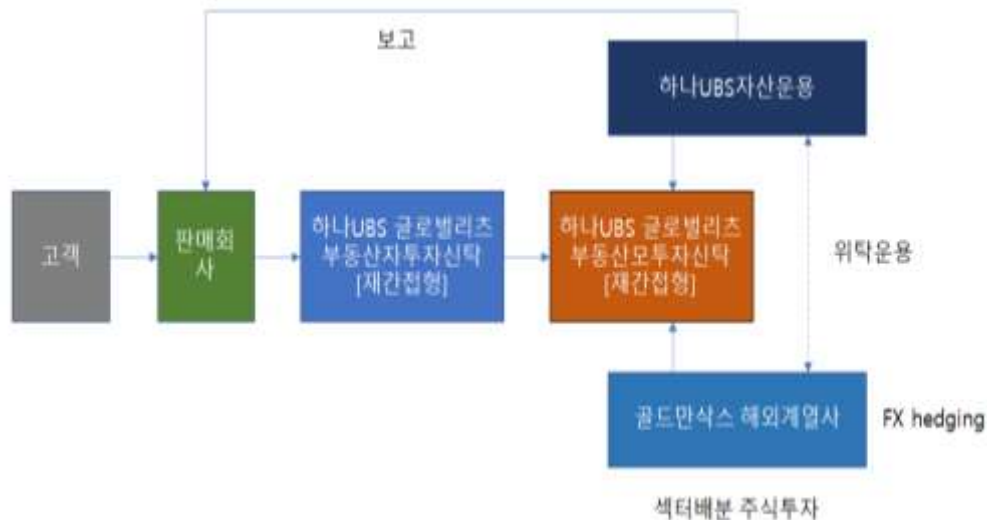 보고
하나UBS자산운용
고객
판매회
사
하나UBS 글로벌리츠
부동산자투자신탁
[재간접형]
하나UBS 글로벌리츠
부동산모투자신탁
[재간접형]
위탁운용
골드만삭스 해외계열사
FX hedging
섹터배분 주식투자